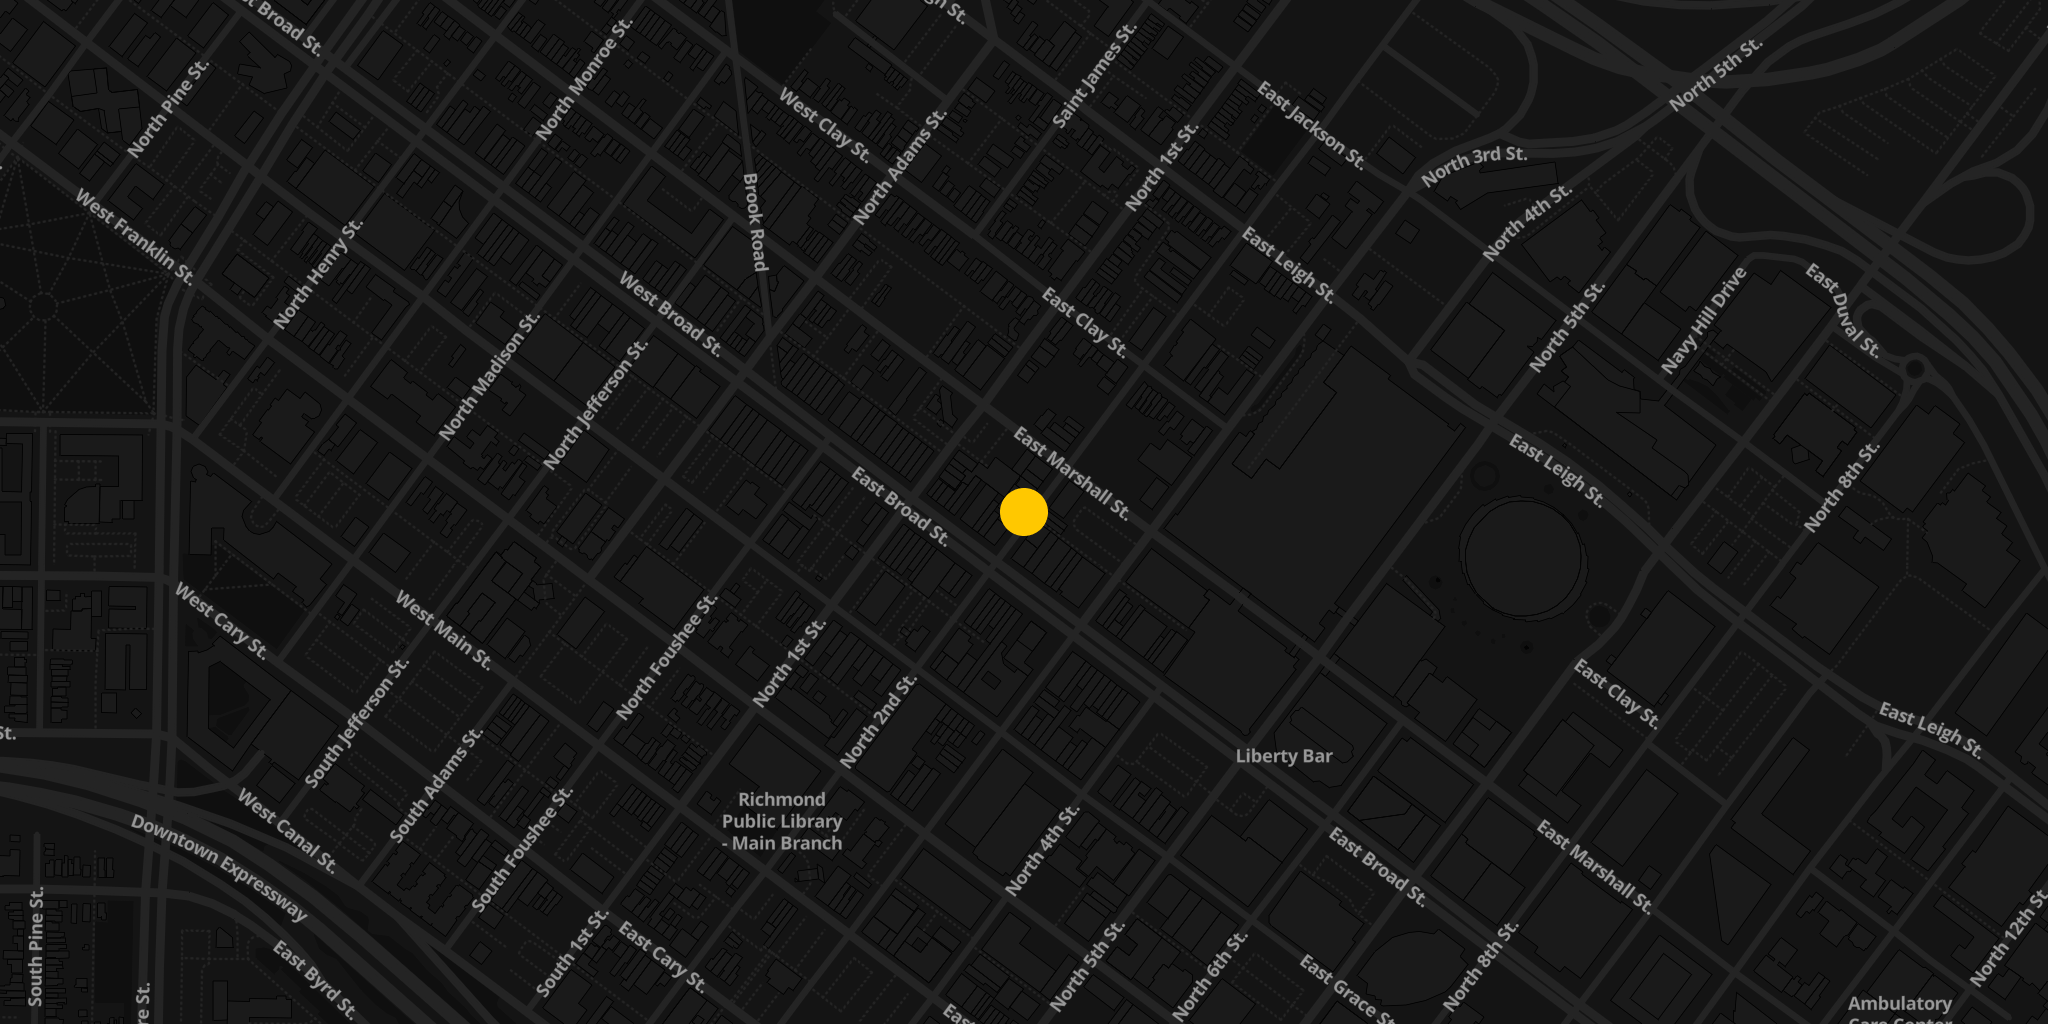 t Broad St.
North Pine St.
North Monroe St.
gh St.
Saint James St.
North 5th St.
West Clay St.
East Jackson St.
North Adams St.
North 1st St.
North 3rd St.
North 4th St.
Brook Road
West Franklin St.
North Henry St.
East Leigh St.
West Broad St.
East Clay St.
North 5th St.
Navy Hill Drive
East Duval St.
North Madison St.
North Jefferson St.
East Marshall St.
East Leigh St.
North 8th St.
East Broad St.
West Cary St.
West Main St.
North Foushee St.
North 1st St.
North 2nd St.
South Jefferson St.
East Clay St.
East Leigh St.
St.
South Adams St.
Liberty Bar
Richmond
Public Library
- Main Branch
West Canal St.
Downtown Expressway
South Foushee St.
North 4th St.
East Broad St.
East Marshall St.
South Pine St.
South 1st St.
East Cary St.
East Byrd St.
North 5th St.
North 6th St.
North 8th St.
North 12th St.
East Grace St.
re St.
East
Ambulatory
Care Center